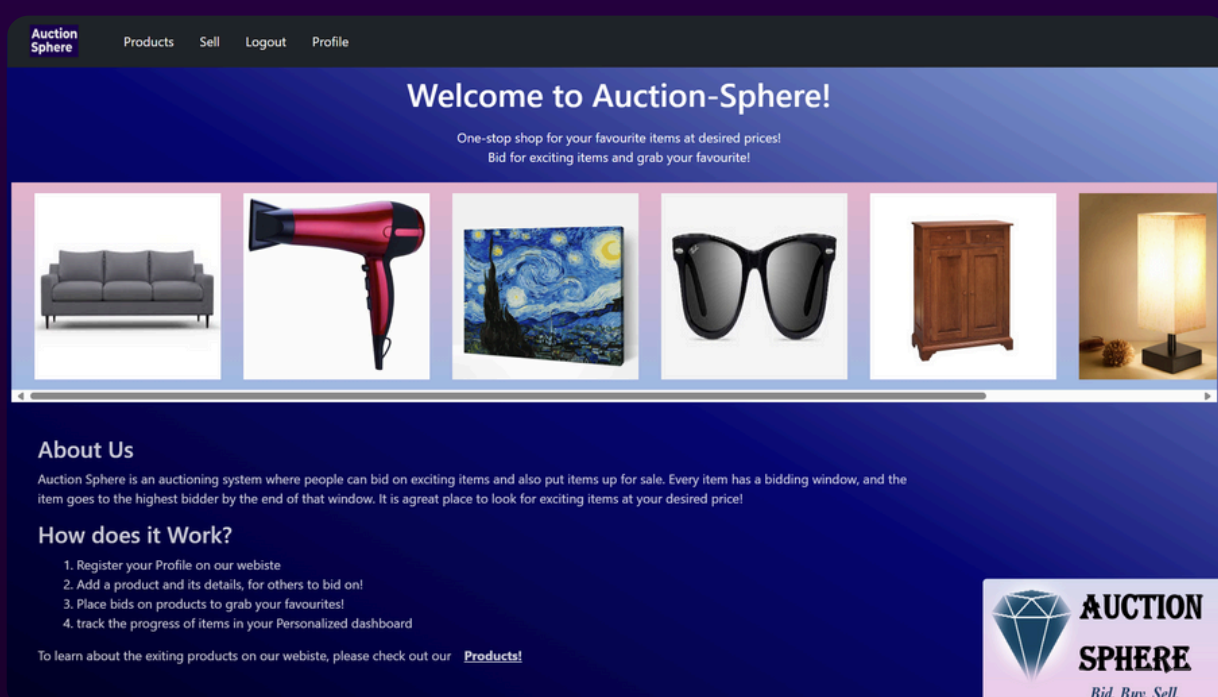 Auction
Sphere
Products Sell Logout Profile
Welcome to Auction-Sphere!
One-stop shop for your favourite items at desired prices!
Bid for exciting items and grab your favourite!
About Us
Auction Sphere is an auctioning system where people can bid on exciting items and also put items up for sale. Every item has a bidding window, and the
item goes to the highest bidder by the end of that window. It is agreat place to look for exciting items at your desired price!
How does it Work?
1. Register your Profile on our webiste
2. Add a product and its details, for others to bid on!
3. Place bids on products to grab your favourites!
4. track the progress of items in your Personalized dashboard
To learn about the exiting products on our webiste, please check out our Products!
AUCTION
SPHERE
Bid. Buy. Sell